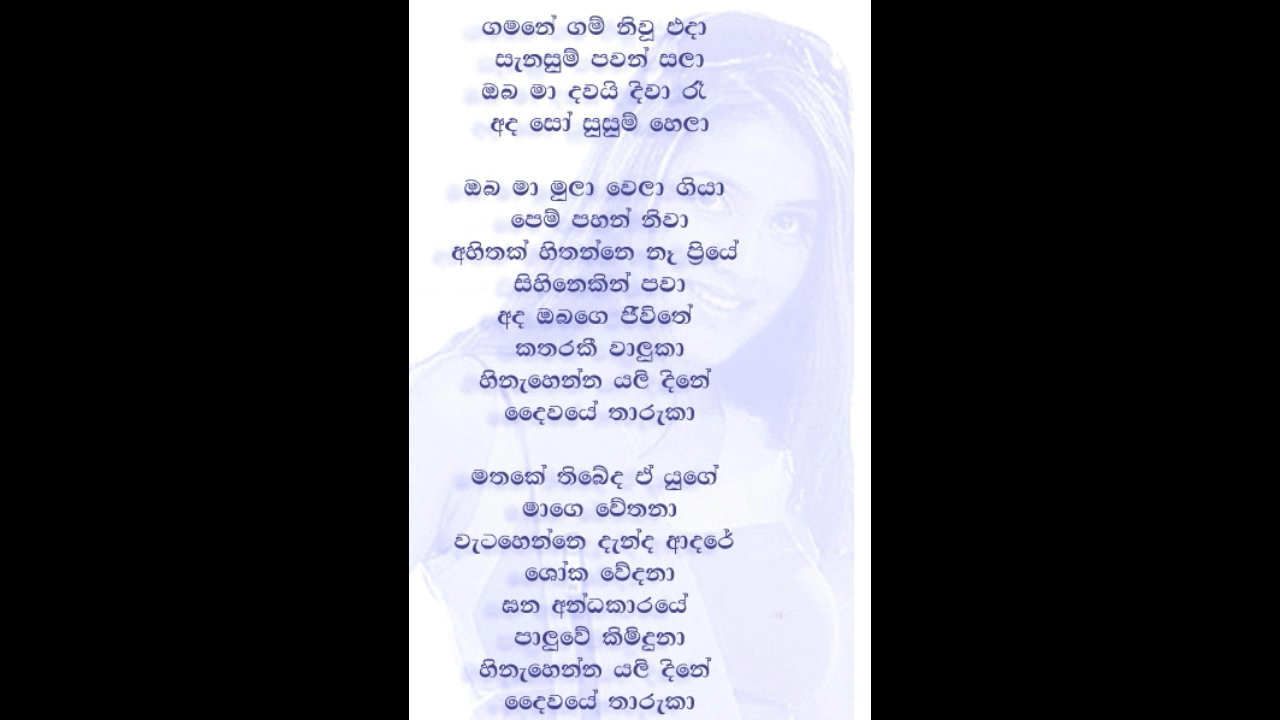 ගමනේ ගම් නිවූ එදා
සැනසුම් පවන් සලා
ඔබ මා දවයි දිවා රෑ
අද සෝ සුසුම් හෙලා
ඔබ මා මුලා වෙලා ගියා
පෙම් පහන් නිවා
අහිතක් හිතන්නෙ නෑ ප්‍රියේ
සිහිනෙකින් පවා
අද ඔබගෙ ජීවිතේ
කතරකී වාලුකා
හිනැහෙන්න යලි දිනේ
දෛවයේ තාරුකා
මතකේ තිබේද ඒ යුගේ
මාගෙ චේතනා
වැටහෙන්නෙ දැන්ද ආදරේ
ශෝක වේදනා
ඝන අන්ධකාරයේ
පාලුවේ කිමිදුනා
හිනැහෙන්න යලි දිනේ
දෛවයේ තාරුකා